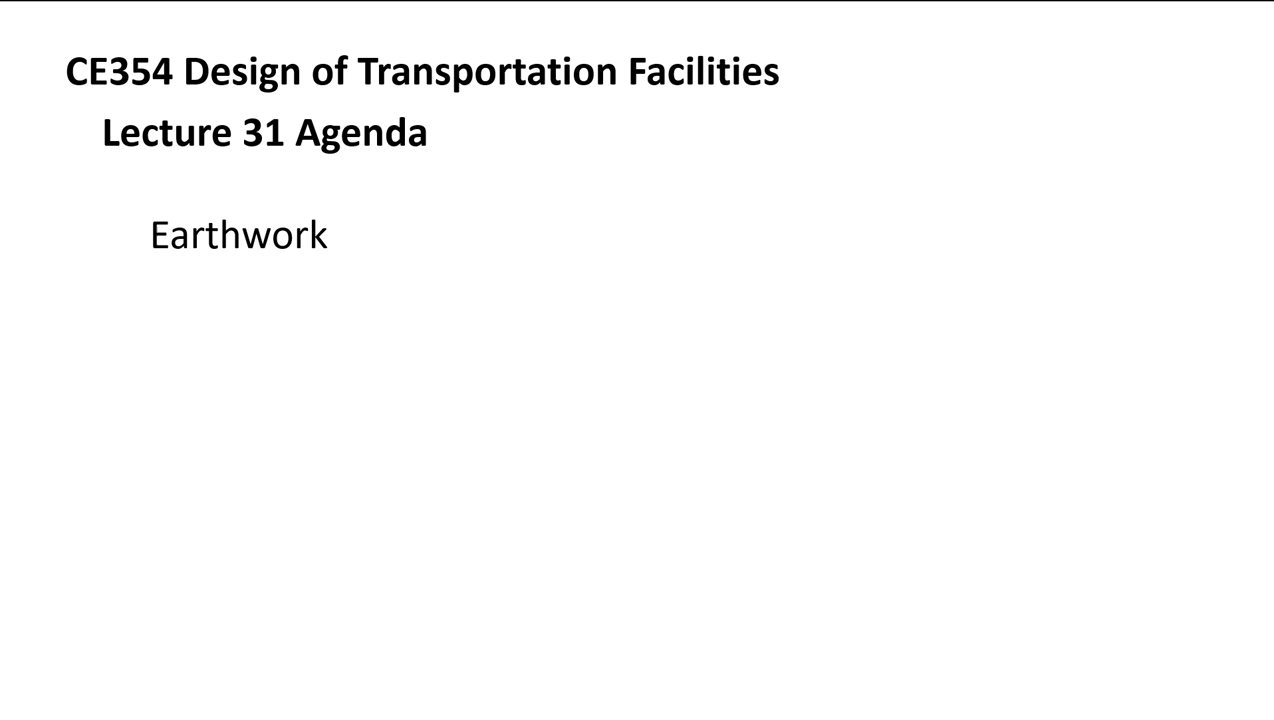 CE354 Design of Transportation Facilities
Lecture 31 Agenda
Earthwork